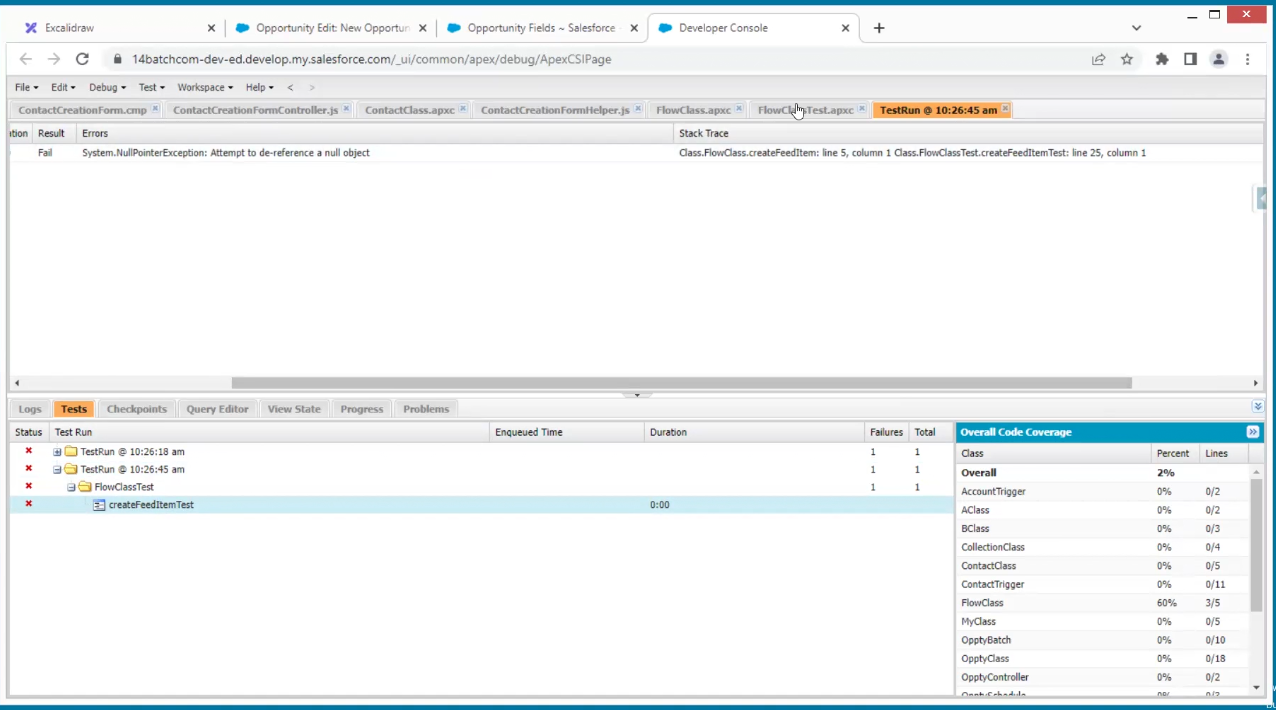 Excalidraw
Opportunity Edit: New Opportun
Opportunity Fields ~ Salesforce
Developer Console
14batchcom-dev-ed.develop.my.salesforce.com/_ui/common/apex/debug/ApexCSIPage
File Edit Debug Test Workspace Help < >
ContactCreationForm.cmp ContactCreationFormController.js ContactClass.apxc ContactCreationFormHelper.js FlowClass.apxc FlowClassTest.apxc TestRun @ 10:26:45 am
ation Result Errors Stack Trace
Fail System.NullPointerException: Attempt to de-reference a null object Class.FlowClass.createFeedItem: line 5, column 1 Class.FlowClassTest.createFeedItemTest: line 25, column 1
Logs Tests Checkpoints Query Editor View State Progress Problems
Status Test Run Enqueued Time Duration Failures Total
TestRun @ 10:26:18 am 1 1
TestRun @ 10:26:45 am 1 1
FlowClassTest 1 1
createFeedItemTest 0:00
Overall Code Coverage
Class Percent Lines
Overall 2%
AccountTrigger 0% 0/2
AClass 0% 0/2
BClass 0% 0/3
CollectionClass 0% 0/4
ContactClass 0% 0/5
ContactTrigger 0% 0/11
FlowClass 60% 3/5
MyClass 0% 0/5
OpptyBatch 0% 0/10
OpptyClass 0% 0/18
OpptyController 0% 0/2
OpptySchedule 0% 0/3